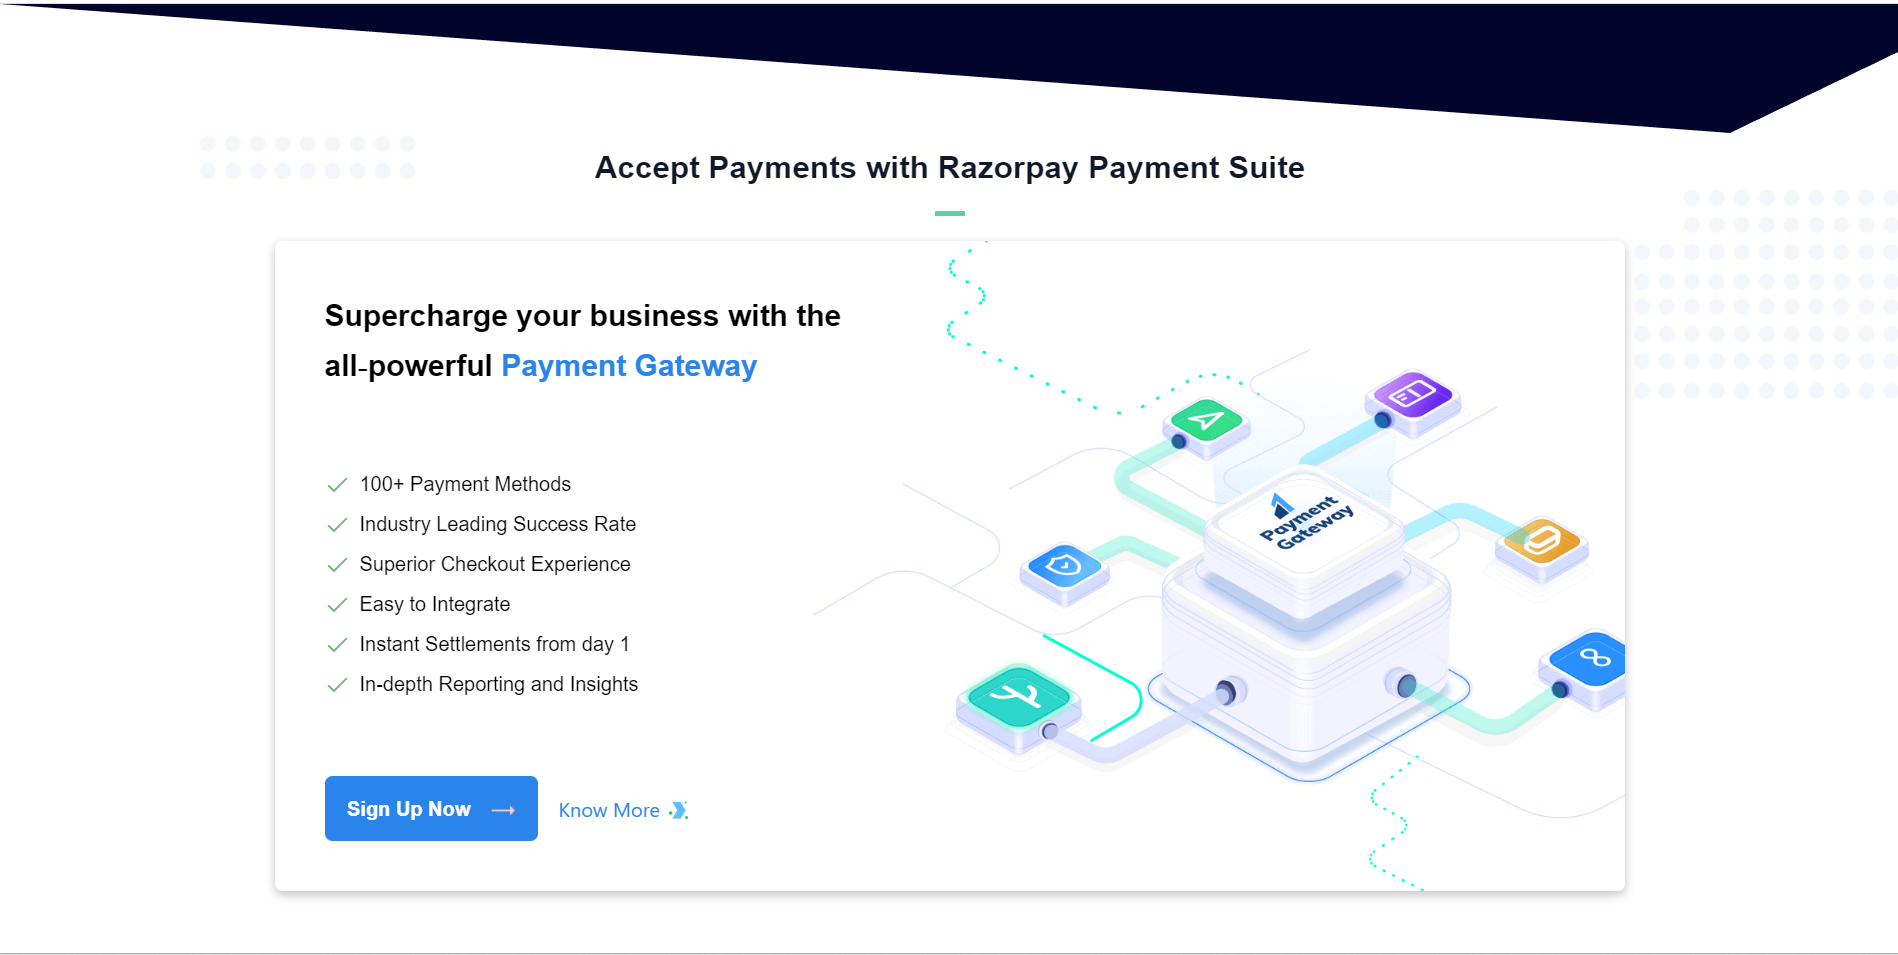 Accept Payments with Razorpay Payment Suite
Supercharge your business with the
all-powerful Payment Gateway
100+ Payment Methods
Industry Leading Success Rate
Superior Checkout Experience
Easy to Integrate
Instant Settlements from day 1
In-depth Reporting and Insights
Sign Up Now
Know More
Payment
Gateway